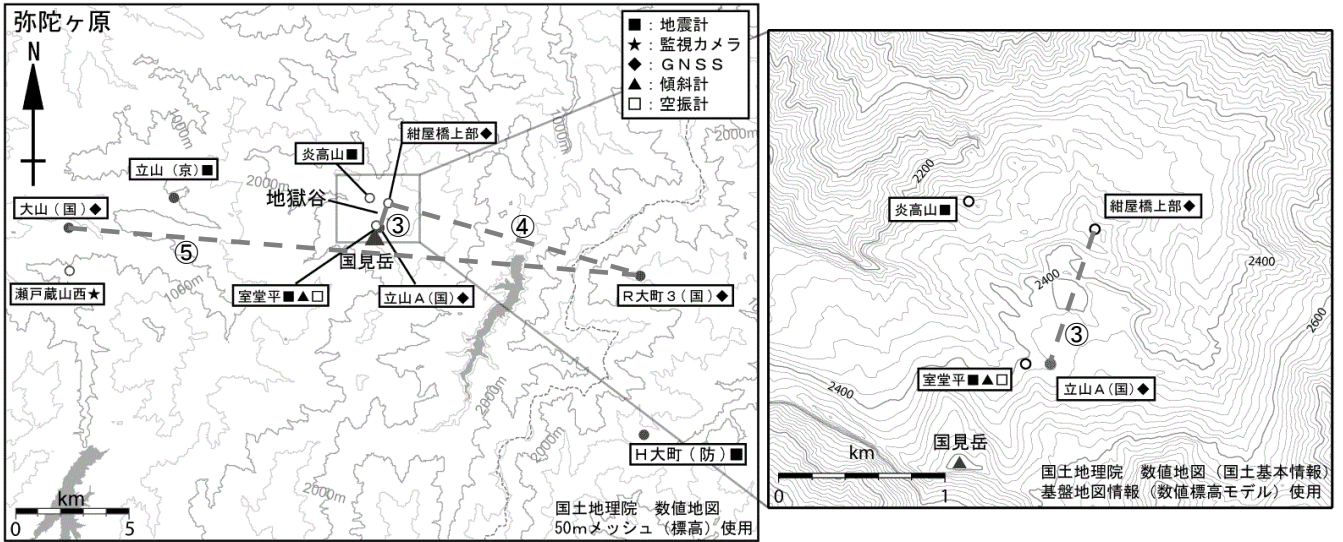 弥陀ヶ原
N
■：地震計
★：監視カメラ
◆：ＧＮＳＳ
▲：傾斜計
□：空振計
1000m
1000m
2000m
紺屋橋上部◆
炎高山■
立山（京）■
2000m
地獄谷
大山（国）◆
③
④
⑤
国見岳
1000m
瀬戸蔵山西★
室堂平■▲□
立山Ａ（国）◆
Ｒ大町３（国）◆
2000m
2000m
Ｈ大町（防）■
2000m
km
0 5
国土地理院　数値地図
50mメッシュ（標高）使用
2200
炎高山■
紺屋橋上部◆
2400
2400
2600
③
室堂平■▲□
立山Ａ（国）◆
2400
国見岳
km
0 1
国土地理院　数値地図（国土基本情報）
基盤地図情報（数値標高モデル）使用